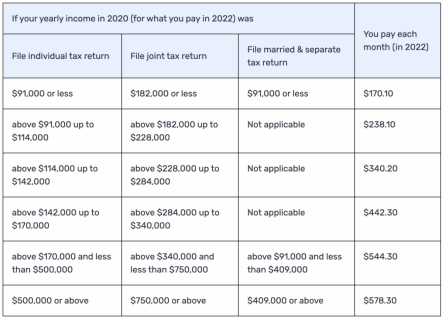 If your yearly income in 2020 (for what you pay in 2022) was
You pay each
month (in 2022)
File individual tax return
File joint tax return
File married & separate
tax return
$91,000 or less
$182,000 or less
$91,000 or less
$170.10
above $91,000 up to
$114,000
above $182,000 up to
$228,000
Not applicable
$238.10
above $114,000 up to
$142,000
above $228,000 up to
$284,000
Not applicable
$340.20
above $142,000 up to
$170,000
above $284,000 up to
$340,000
Not applicable
$442.30
above $170,000 and less
than $500,000
above $340,000 and
less than $750,000
above $91,000 and less
than $409,000
$544.30
$500,000 or above
$750,000 or above
$409,000 or above
$578.30